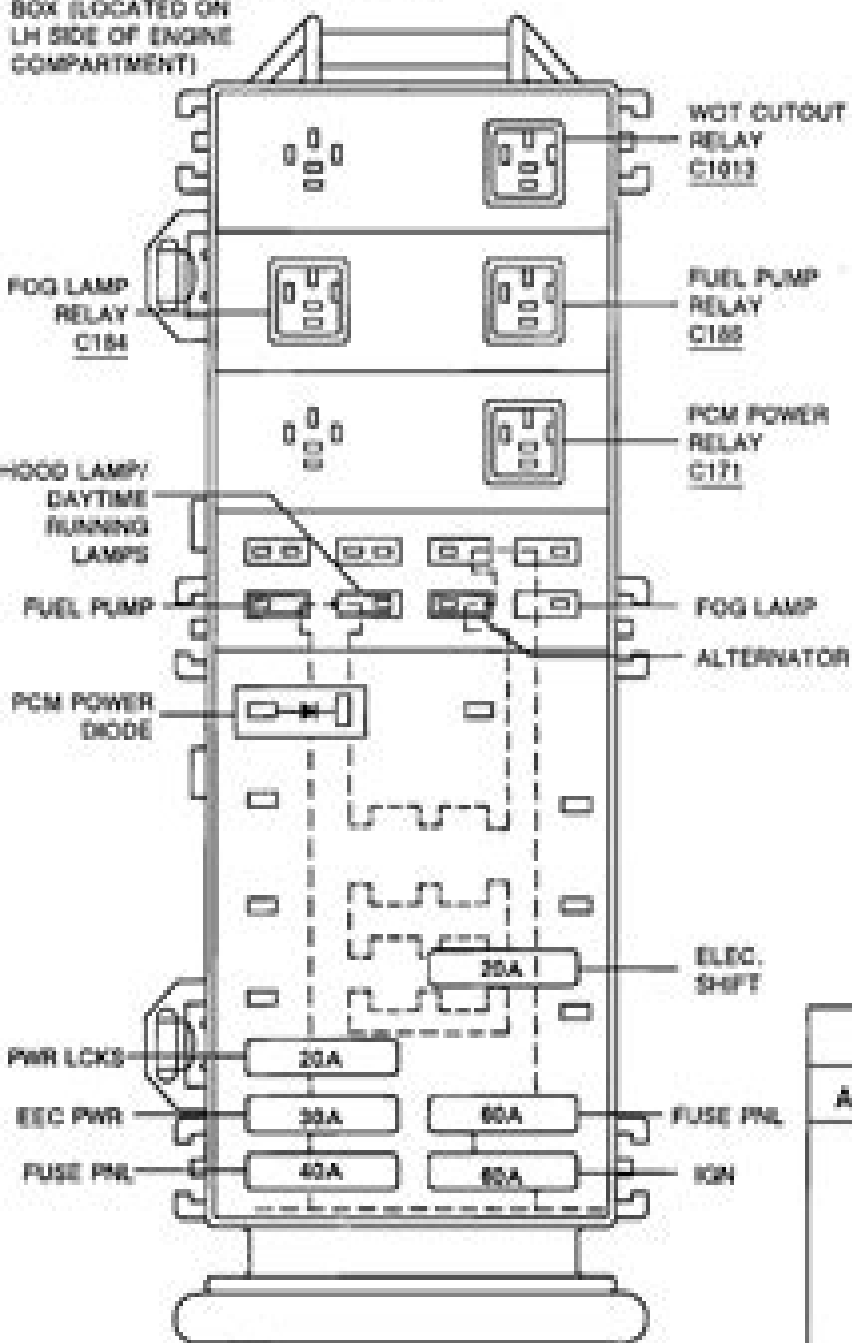 BOX (LOCATED ON
LH SIDE OF ENGINE
COMPARTMENT)
WOT CUTOUT
RELAY
C1013
FOG LAMP
RELAY
C184
FUEL PUMP
RELAY
PCM POWER
RELAY
C171
HOOD LAMP/
DAYTIME
RUNNING
LAMPS
FUEL PUMP
FOG LAMP
ALTERNATOR
PCM POWER
DIODE
20A
ELEC.
SHIFT
PWR LCKS
20A
EEC PWR
30A
60A
FUSE PNL
FUSE PNL
40A
60A
IGN
A